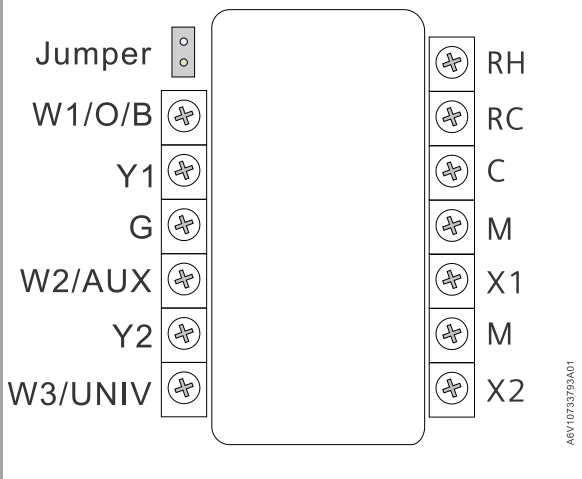 Jumper
W1/O/B
Y1
G
W2/AUX
Y2
W3/UNIV
RH
RC
C
M
X1
M
X2
A6V10733793A01